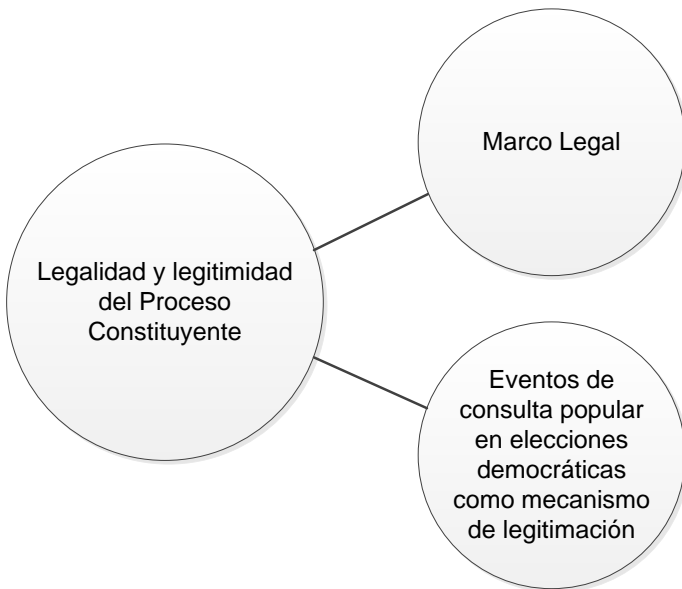 Marco Legal
Legalidad y legitimidad
del Proceso
Constituyente
Eventos de
consulta popular
en elecciones
democráticas
como mecanismo
de legitimación